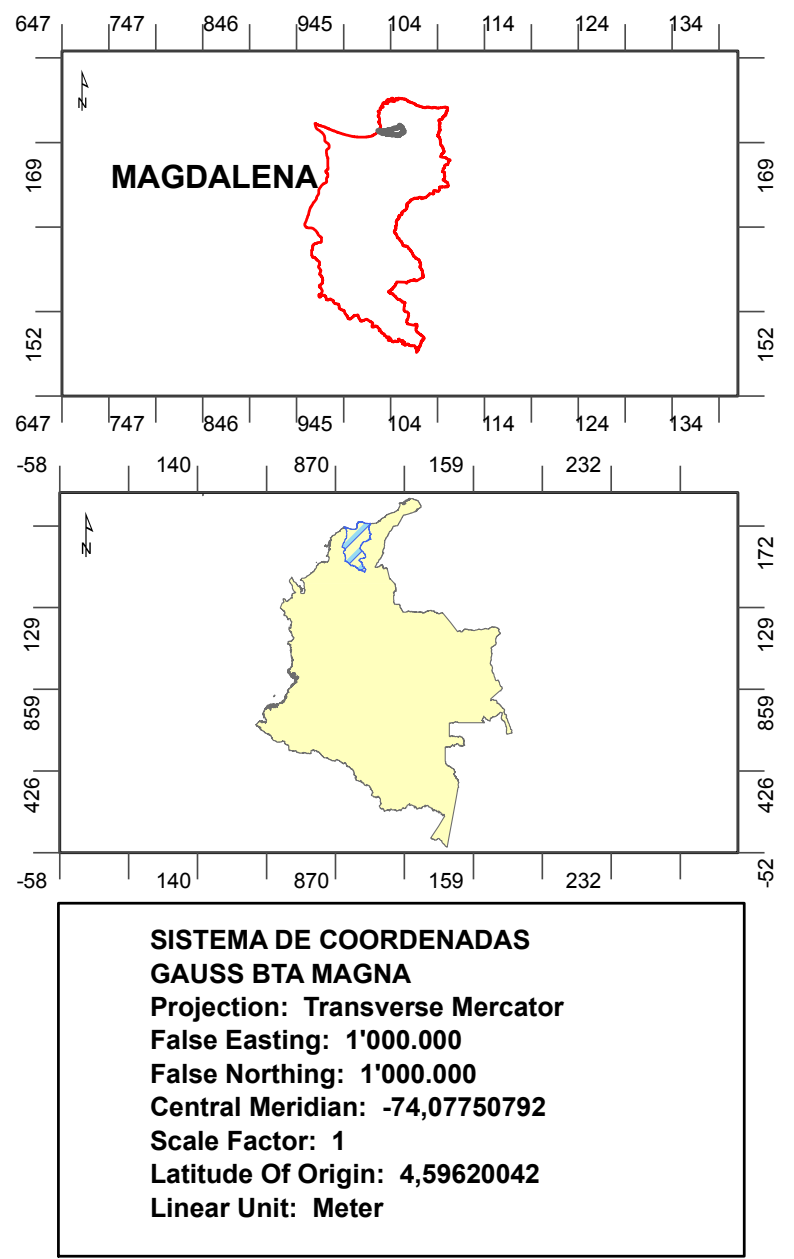 647 747 846 945 104 114 124 134
N
169 169
MAGDALENA
152 152
647 747 846 945 104 114 124 134
-58 140 870 159 232
N
172
129 129
859 859
426 426
-52
-58 140 870 159 232
SISTEMA DE COORDENADAS
GAUSS BTA MAGNA
Projection: Transverse Mercator
False Easting: 1'000.000
False Northing: 1'000.000
Central Meridian: -74,07750792
Scale Factor: 1
Latitude Of Origin: 4,59620042
Linear Unit: Meter